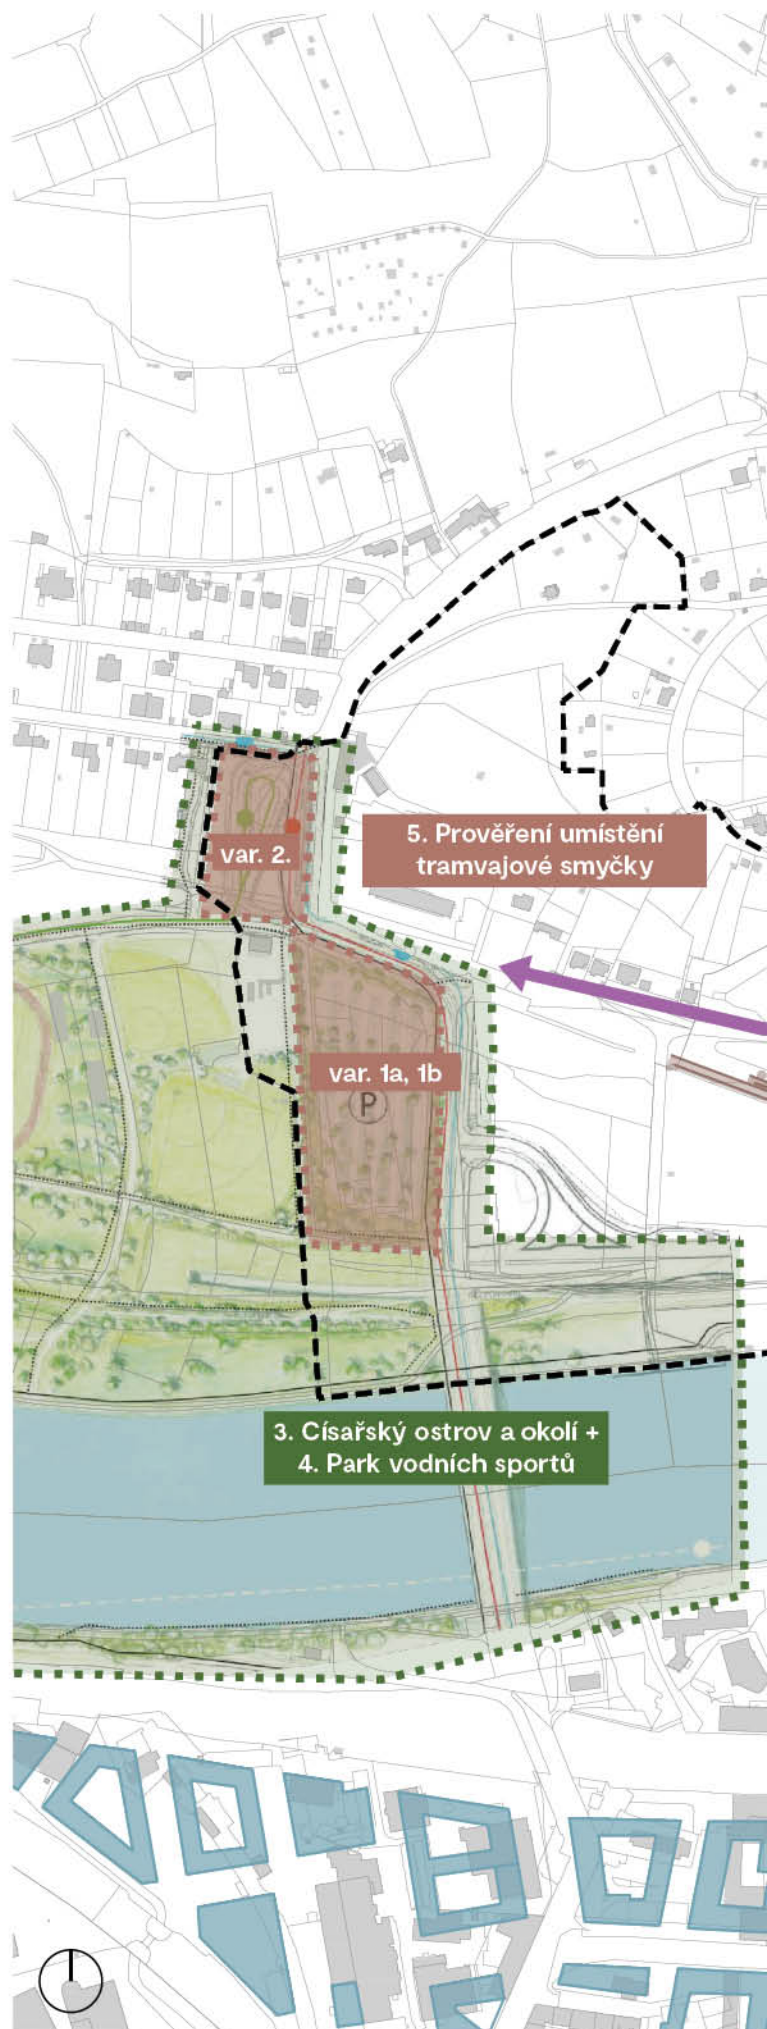 5. Prověření umístění
tramvajové smyčky
var. 2.
var. 1a, 1b
P
3. Císařský ostrov a okolí +
4. Park vodních sportů